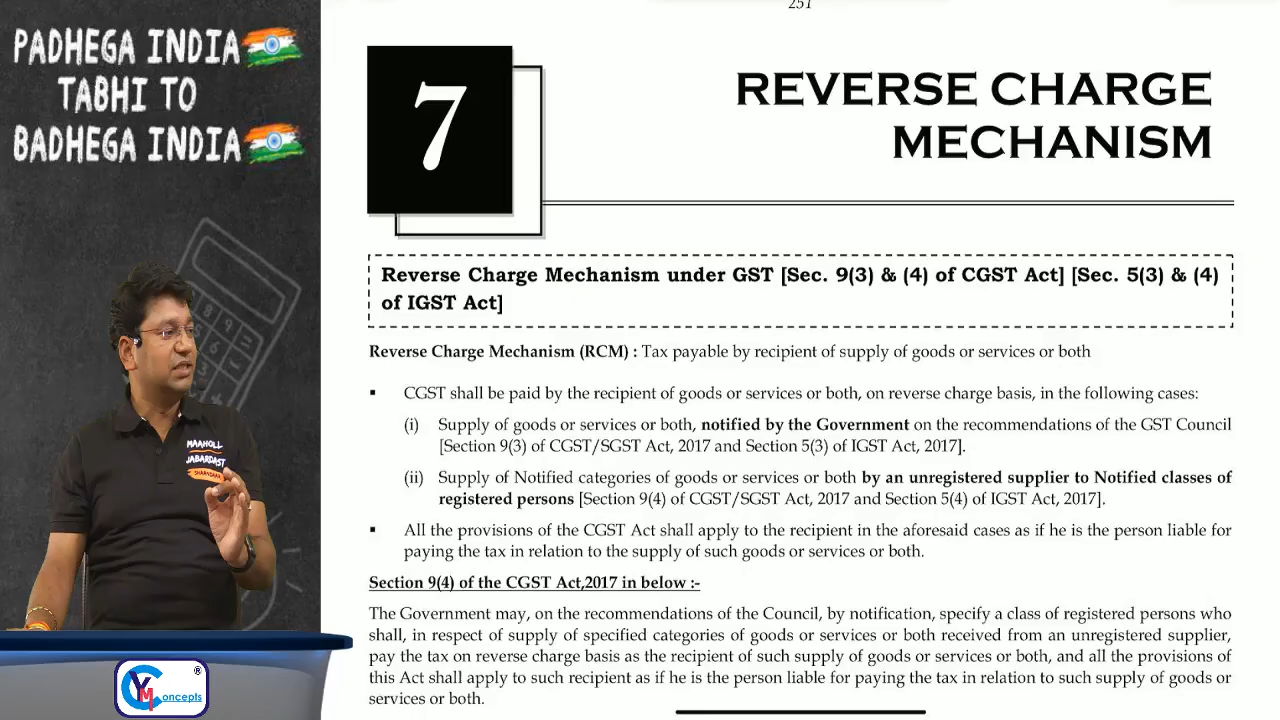 PADHEGA INDIA
TABHI TO
BADHEGA INDIA
251
7
REVERSE CHARGE
MECHANISM
Reverse Charge Mechanism under GST [Sec. 9(3) & (4) of CGST Act] [Sec. 5(3) & (4)
of IGST Act]
Reverse Charge Mechanism (RCM) : Tax payable by recipient of supply of goods or services or both
▪ CGST shall be paid by the recipient of goods or services or both, on reverse charge basis, in the following cases:
(i) Supply of goods or services or both, notified by the Government on the recommendations of the GST Council
[Section 9(3) of CGST/SGST Act, 2017 and Section 5(3) of IGST Act, 2017].
(ii) Supply of Notified categories of goods or services or both by an unregistered supplier to Notified classes of
registered persons [Section 9(4) of CGST/SGST Act, 2017 and Section 5(4) of IGST Act, 2017].
▪ All the provisions of the CGST Act shall apply to the recipient in the aforesaid cases as if he is the person liable for
paying the tax in relation to the supply of such goods or services or both.
Section 9(4) of the CGST Act,2017 in below :-
The Government may, on the recommendations of the Council, by notification, specify a class of registered persons who
shall, in respect of supply of specified categories of goods or services or both received from an unregistered supplier,
pay the tax on reverse charge basis as the recipient of such supply of goods or services or both, and all the provisions of
this Act shall apply to such recipient as if he is the person liable for paying the tax in relation to such supply of goods or
services or both.
MAAHOLL
JABARDAST
YMConcepts ®